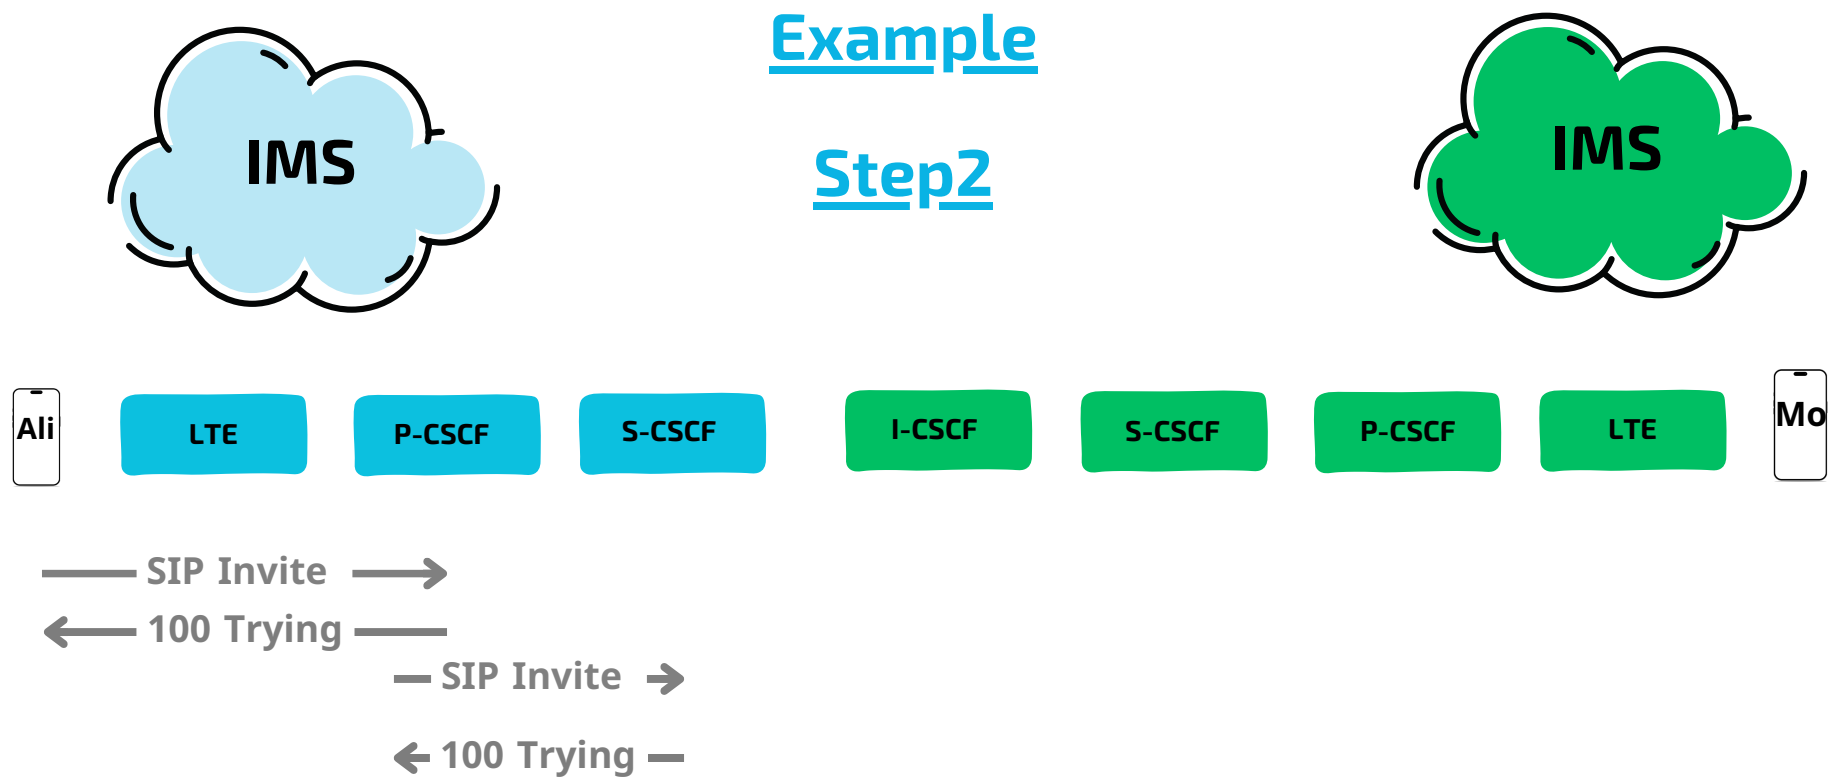 Example
Step2
IMS
IMS
Ali
LTE
P-CSCF
S-CSCF
I-CSCF
S-CSCF
P-CSCF
LTE
Mo
SIP Invite
100 Trying
SIP Invite
100 Trying